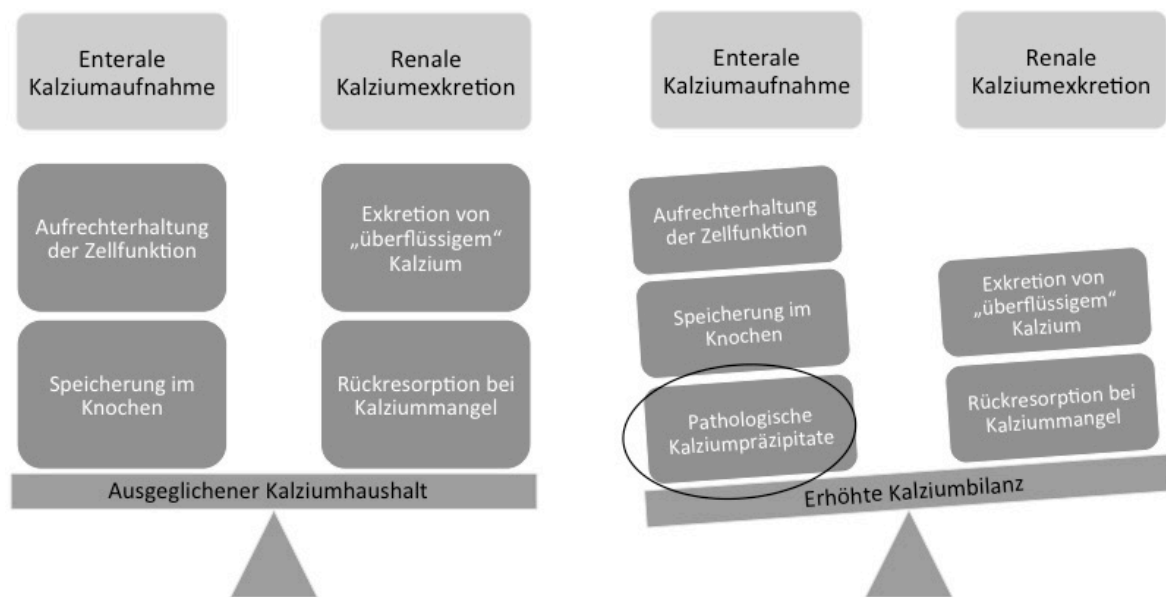 Enterale
Kalziumaufnahme
Renale
Kalziumexkretion
Aufrechterhaltung
der Zellfunktion
Exkretion von
„überflüssigem“
Kalzium
Speicherung im
Knochen
Rückresorption bei
Kalziummangel
Ausgeglichener Kalziumhaushalt
Enterale
Kalziumaufnahme
Renale
Kalziumexkretion
Aufrechterhaltung
der Zellfunktion
Speicherung im
Knochen
Exkretion von
„überflüssigem“
Kalzium
Pathologische
Kalziumpräzipitate
Rückresorption bei
Kalziummangel
Erhöhte Kalziumbilanz